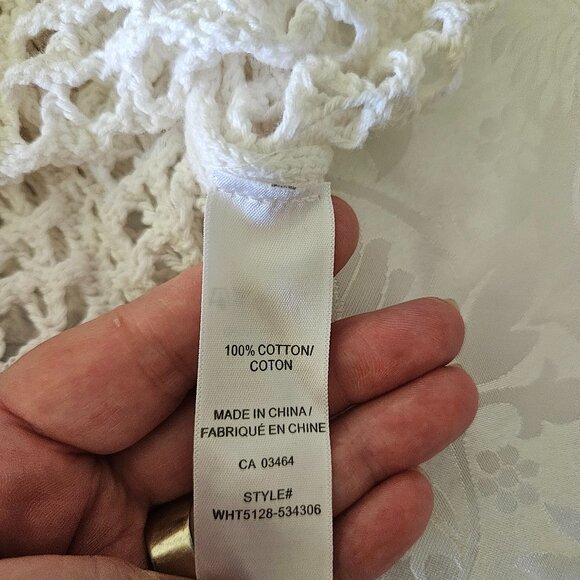 100% COTTON/
COTON
MADE IN CHINA/
FABRIQUÉ EN CHINE
CA 03464
STYLE#
WHT5128-534306